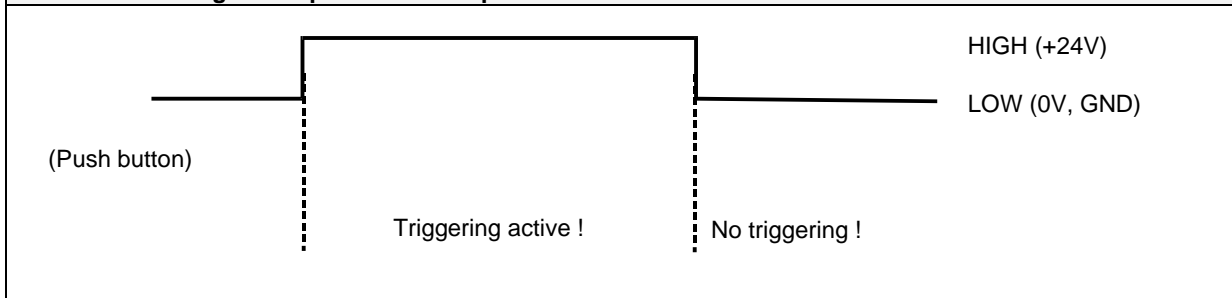 HIGH (+24V)
LOW (0V, GND)
(Push button)
Triggering active !
No triggering !